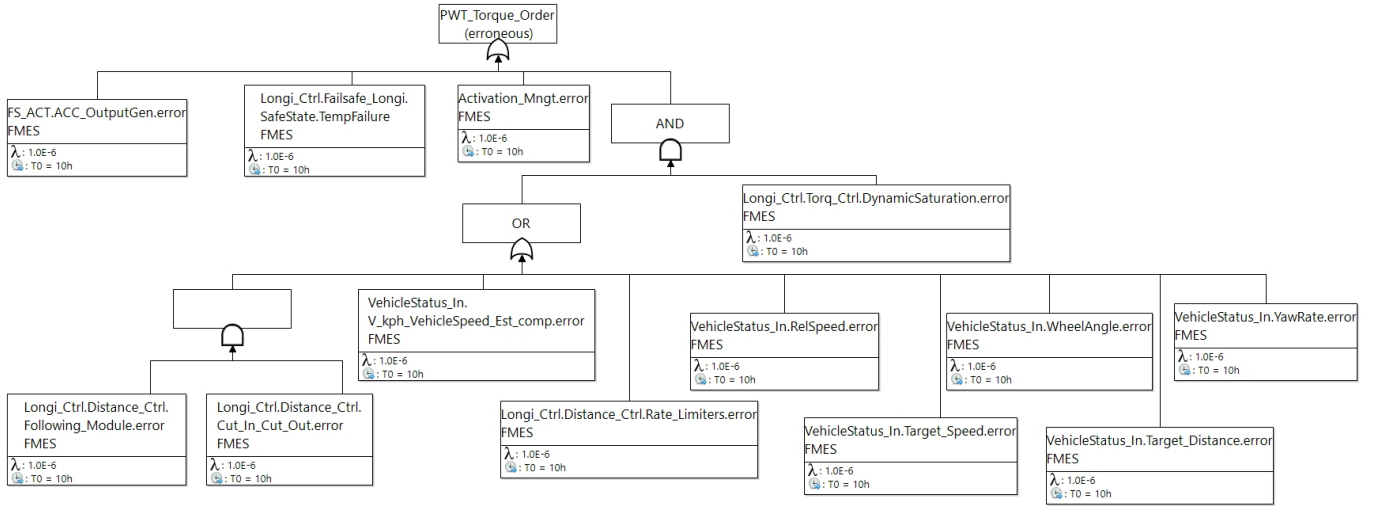 PWT_Torque_Order
(erroneous)
FS_ACT.ACC_OutputGen.error
FMES
λ: 1.0E-6
: T0 = 10h
Longi_Ctrl.Failsafe_Longi.
SafeState.TempFailure
FMES
λ: 1.0E-6
: T0 = 10h
Activation_Mngt.error
FMES
λ: 1.0E-6
: T0 = 10h
AND
OR
Longi_Ctrl.Torq_Ctrl.DynamicSaturation.error
FMES
λ: 1.0E-6
: T0 = 10h
VehicleStatus_In.
V_kph_VehicleSpeed_Est_comp.error
FMES
λ: 1.0E-6
: T0 = 10h
VehicleStatus_In.RelSpeed.error
FMES
λ: 1.0E-6
: T0 = 10h
VehicleStatus_In.WheelAngle.error
FMES
λ: 1.0E-6
: T0 = 10h
VehicleStatus_In.YawRate.error
FMES
λ: 1.0E-6
: T0 = 10h
Longi_Ctrl.Distance_Ctrl.
Following_Module.error
FMES
λ: 1.0E-6
: T0 = 10h
Longi_Ctrl.Distance_Ctrl.
Cut_In_Cut_Out.error
FMES
λ: 1.0E-6
: T0 = 10h
Longi_Ctrl.Distance_Ctrl.Rate_Limiters.error
FMES
λ: 1.0E-6
: T0 = 10h
VehicleStatus_In.Target_Speed.error
FMES
λ: 1.0E-6
: T0 = 10h
VehicleStatus_In.Target_Distance.error
FMES
λ: 1.0E-6
: T0 = 10h